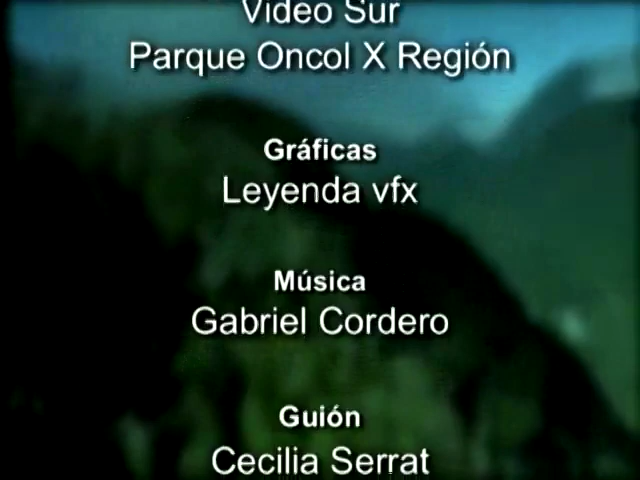 Video Sur
Parque Oncol X Región
Gráficas
Leyenda vfx
Música
Gabriel Cordero
Guión
Cecilia Serrat